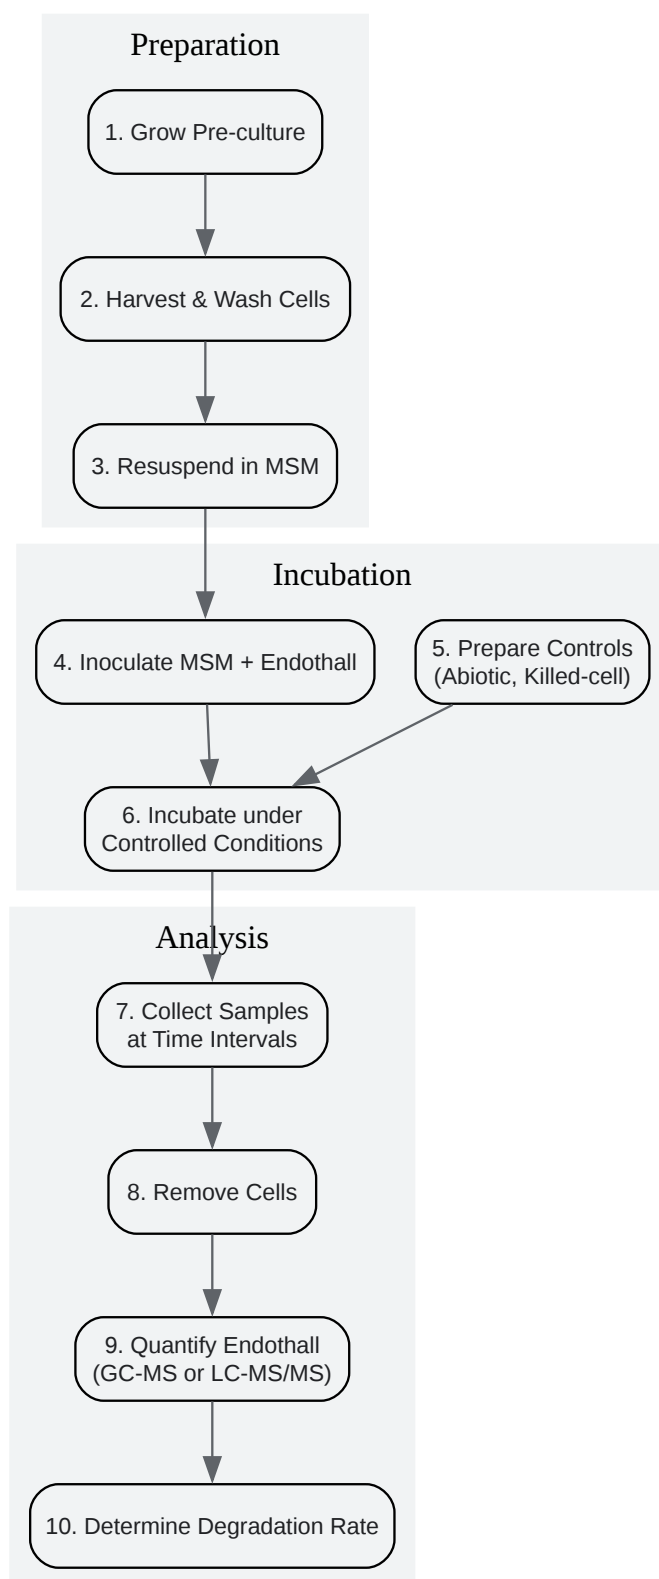 Preparation
1. Grow Pre-culture
2. Harvest & Wash Cells
3. Resuspend in MSM
Incubation
4. Inoculate MSM + Endothall
5. Prepare Controls
(Abiotic, Killed-cell)
6. Incubate under
Controlled Conditions
Analysis
7. Collect Samples
at Time Intervals
8. Remove Cells
9. Quantify Endothall
(GC-MS or LC-MS/MS)
10. Determine Degradation Rate